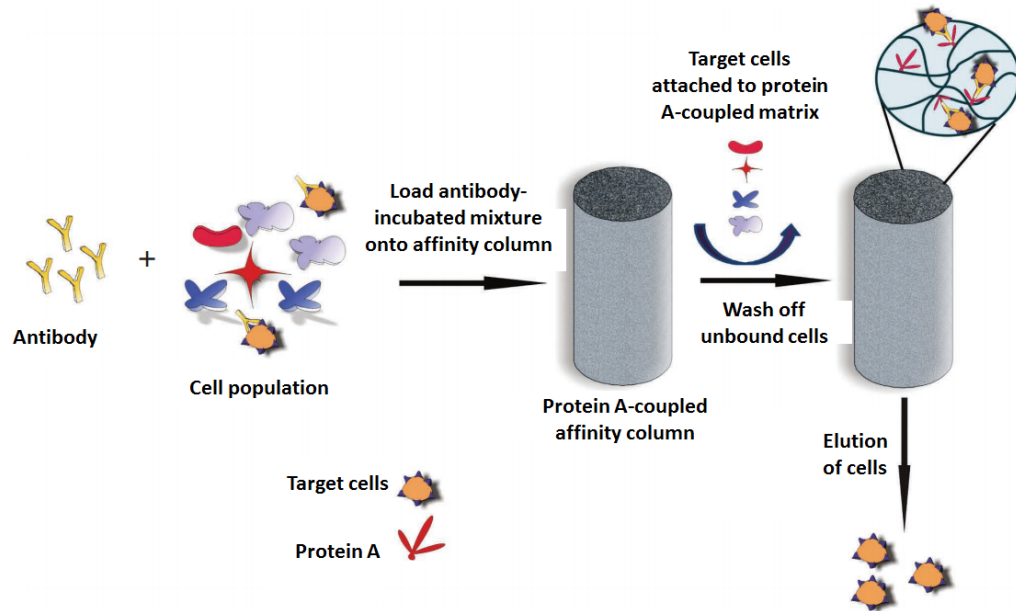 Antibody
+
Cell population
Load antibody-
incubated mixture
onto affinity column
Protein A-coupled
affinity column
Target cells
attached to protein
A-coupled matrix
Wash off
unbound cells
Elution
of cells
Target cells
Protein A